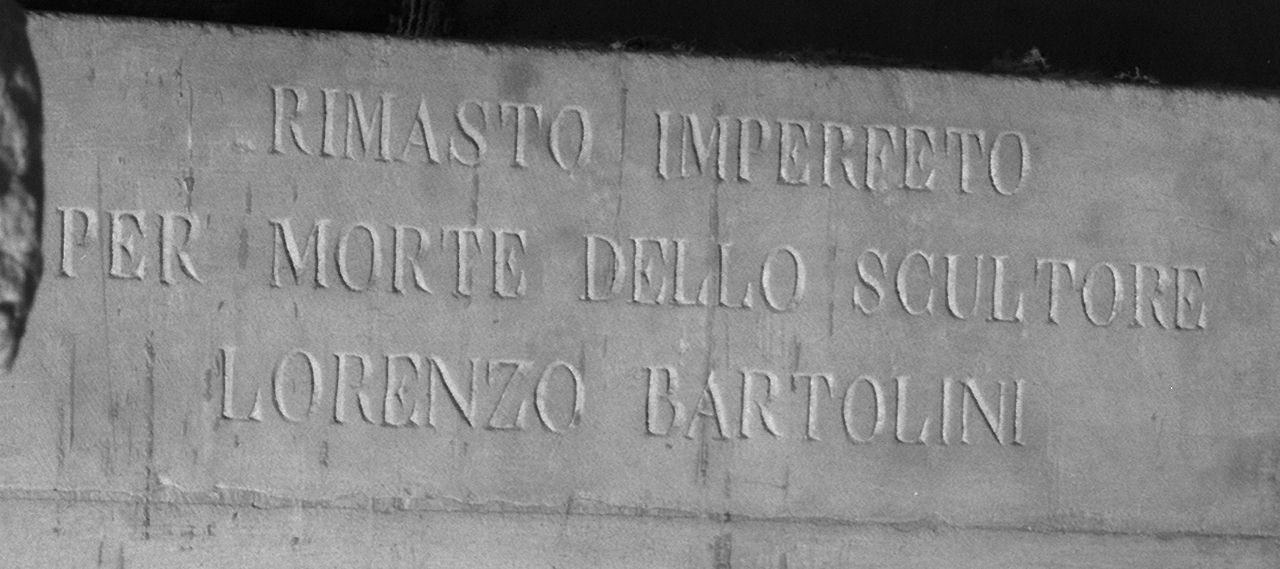 RIMASTO IMPERFETO
PER MORTE DELLO SCULTORE
LORENZO BARTOLINI